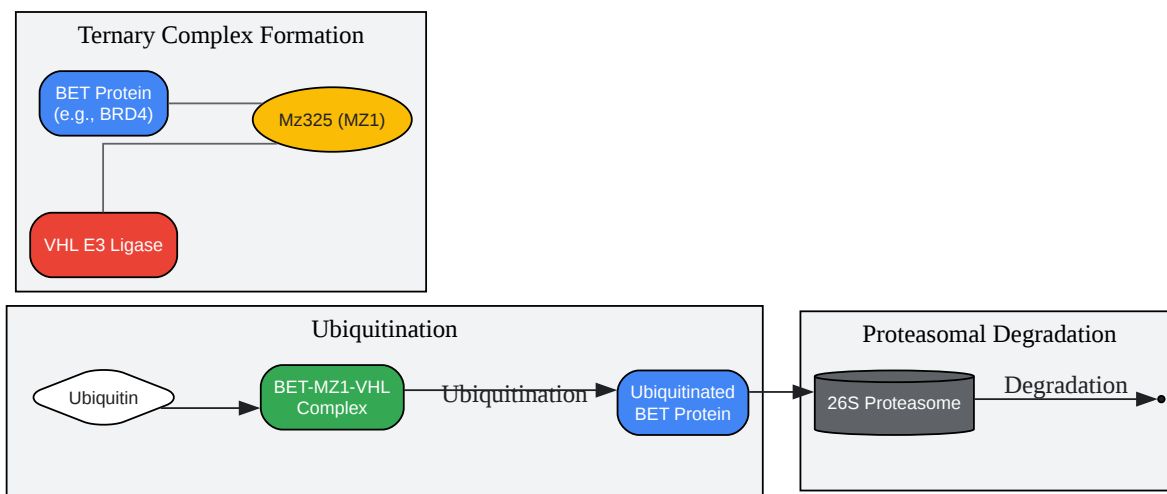 Ternary Complex Formation
BET Protein
(e.g., BRD4)
Mz325 (MZ1)
VHL E3 Ligase
Ubiquitination
Ubiquitin
BET-MZ1-VHL
Complex
Ubiquitination
Ubiquitinated
BET Protein
Proteasomal Degradation
26S Proteasome
Degradation